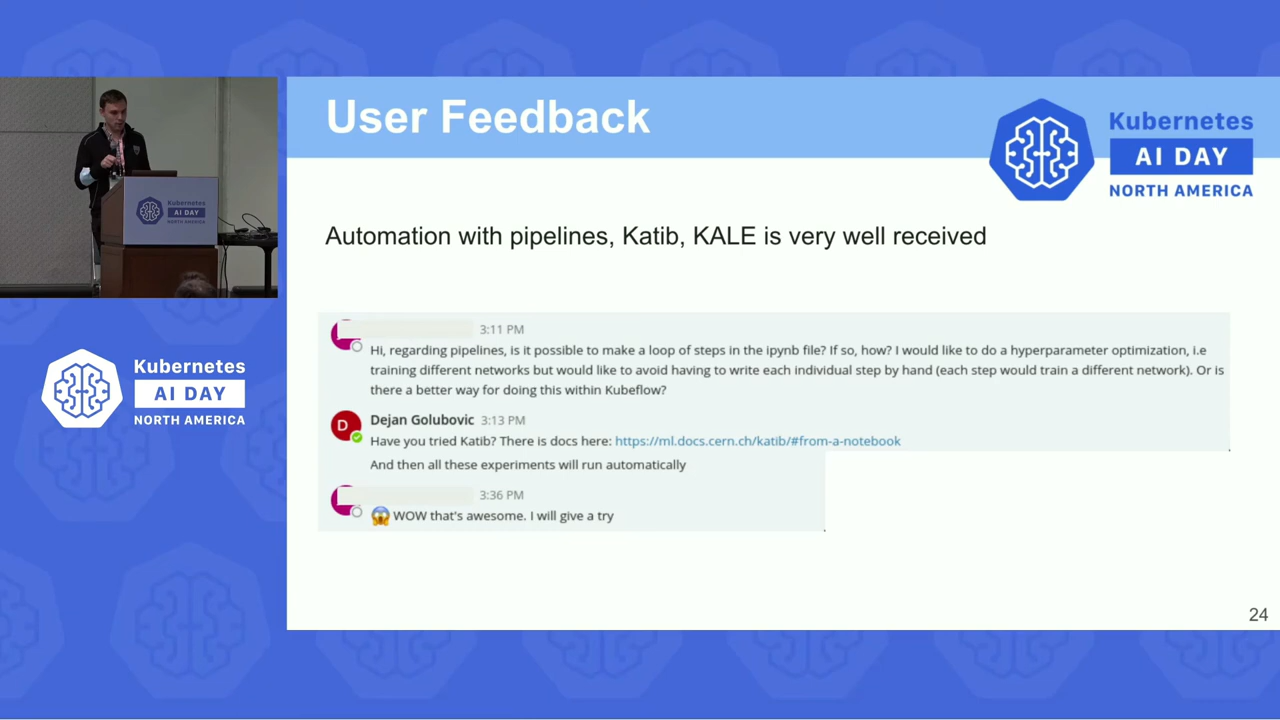 User Feedback
Kubernetes
AI DAY
NORTH AMERICA
Kubernetes
AI DAY
NORTH AMERICA
Automation with pipelines, Katib, KALE is very well received
3:11 PM
Hi, regarding pipelines, is it possible to make a loop of steps in the ipynb file? If so, how? I would like to do a hyperparameter optimization, i.e
training different networks but would like to avoid having to write each individual step by hand (each step would train a different network). Or is
there a better way for doing this within Kubeflow?
D
Dejan Golubovic 3:13 PM
Have you tried Katib? There is docs here: https://ml.docs.cern.ch/katib/#from-a-notebook
And then all these experiments will run automatically
3:36 PM
😱 WOW that's awesome. I will give a try
Kubernetes
AI DAY
NORTH AMERICA
24